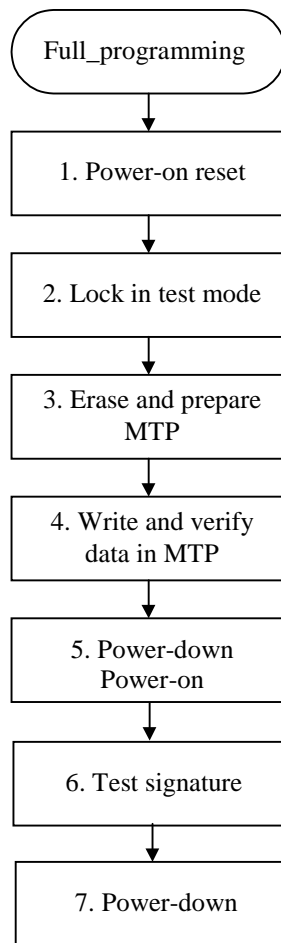 Full_programming
1. Power-on reset
2. Lock in test mode
3. Erase and prepare
MTP
4. Write and verify
data in MTP
5. Power-down
Power-on
6. Test signature
7. Power-down